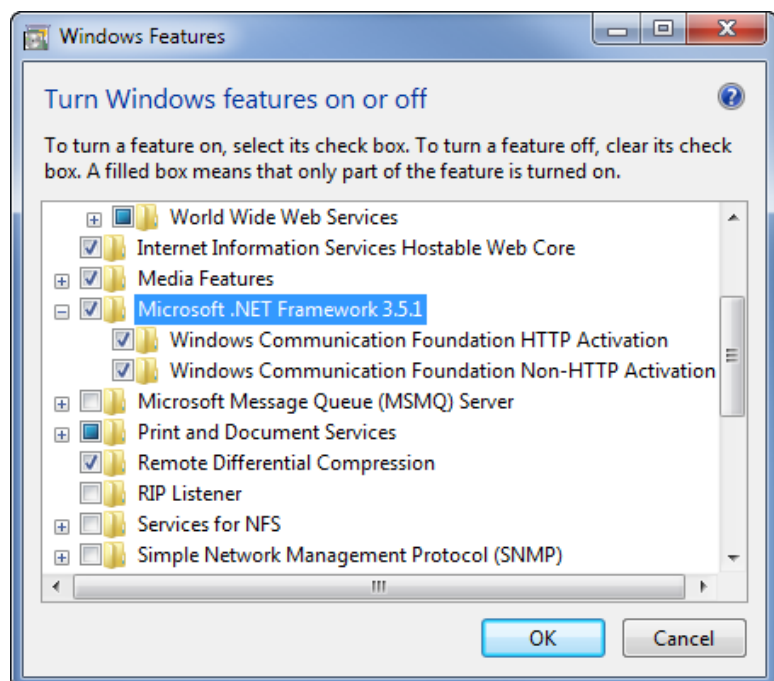 Windows Features
Turn Windows features on or off
To turn a feature on, select its check box. To turn a feature off, clear its check
box. A filled box means that only part of the feature is turned on.
World Wide Web Services
Internet Information Services Hostable Web Core
Media Features
Microsoft .NET Framework 3.5.1
Windows Communication Foundation HTTP Activation
Windows Communication Foundation Non-HTTP Activation
Microsoft Message Queue (MSMQ) Server
Print and Document Services
Remote Differential Compression
RIP Listener
Services for NFS
Simple Network Management Protocol (SNMP)
OK Cancel